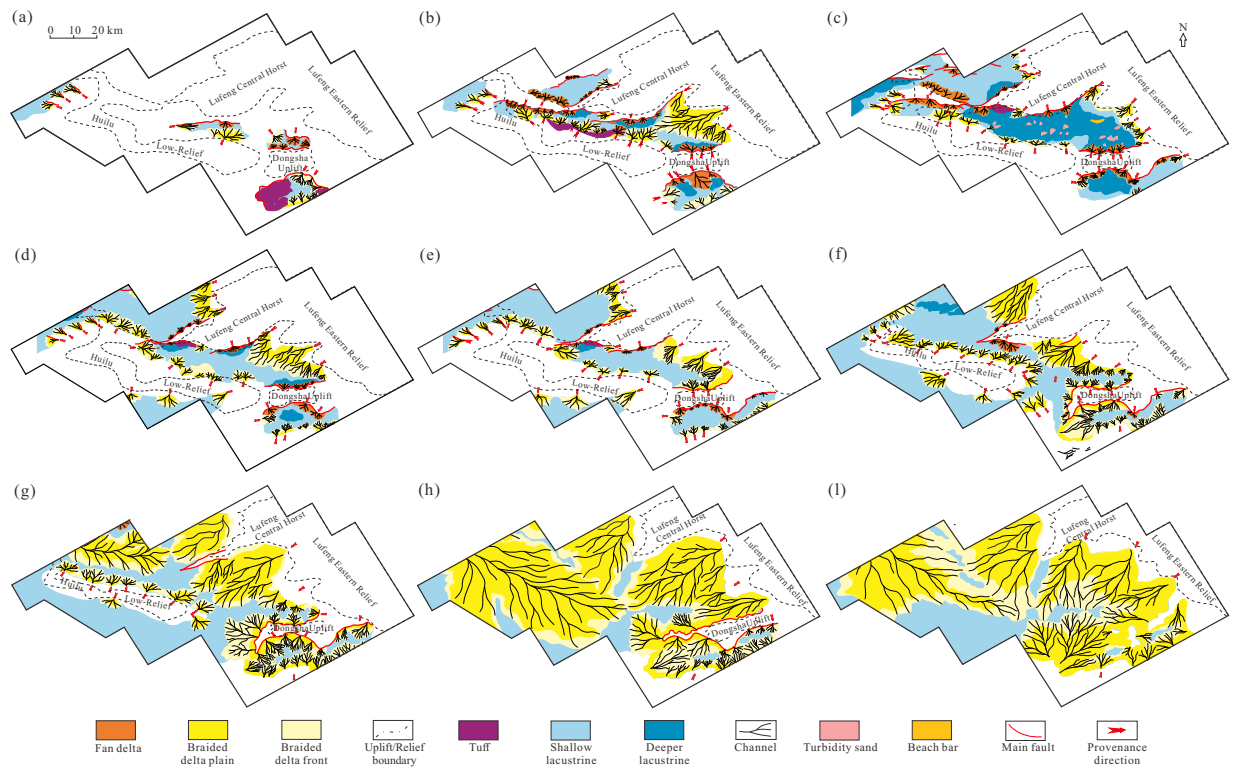 (a)
0 10 20 km
Lufeng Central Horst
Lufeng Eastern Relief
Huilu
Low-Relief
Dongsha
Uplift
(b)
Lufeng Central Horst
Lufeng Eastern Relief
Huilu
Low-Relief
DongshaUplift
(c)
N
Lufeng Central Horst
Lufeng Eastern Relief
Huilu
Low-Relief
DongshaUplift
(d)
Lufeng Central Horst
Lufeng Eastern Relief
Huilu
Low-Relief
DongshaUplift
(e)
Lufeng Central Horst
Lufeng Eastern Relief
Huilu
Low-Relief
DongshaUplift
(f)
Lufeng Central Horst
Lufeng Eastern Relief
Huilu
Low-Relief
DongshaUplift
(g)
Lufeng
Central Horst
Lufeng Eastern Relief
Huilu
Low-Relief
DongshaUplift
(h)
Lufeng
Central Horst
Lufeng Eastern Relief
DongshaUplift
(l)
Lufeng
Central Horst
Lufeng Eastern Relief
Fan delta
Braided
delta plain
Braided
delta front
Uplift/Relief
boundary
Tuff
Shallow
lacustrine
Deeper
lacustrine
Channel
Turbidity sand
Beach bar
Main fault
Provenance
direction